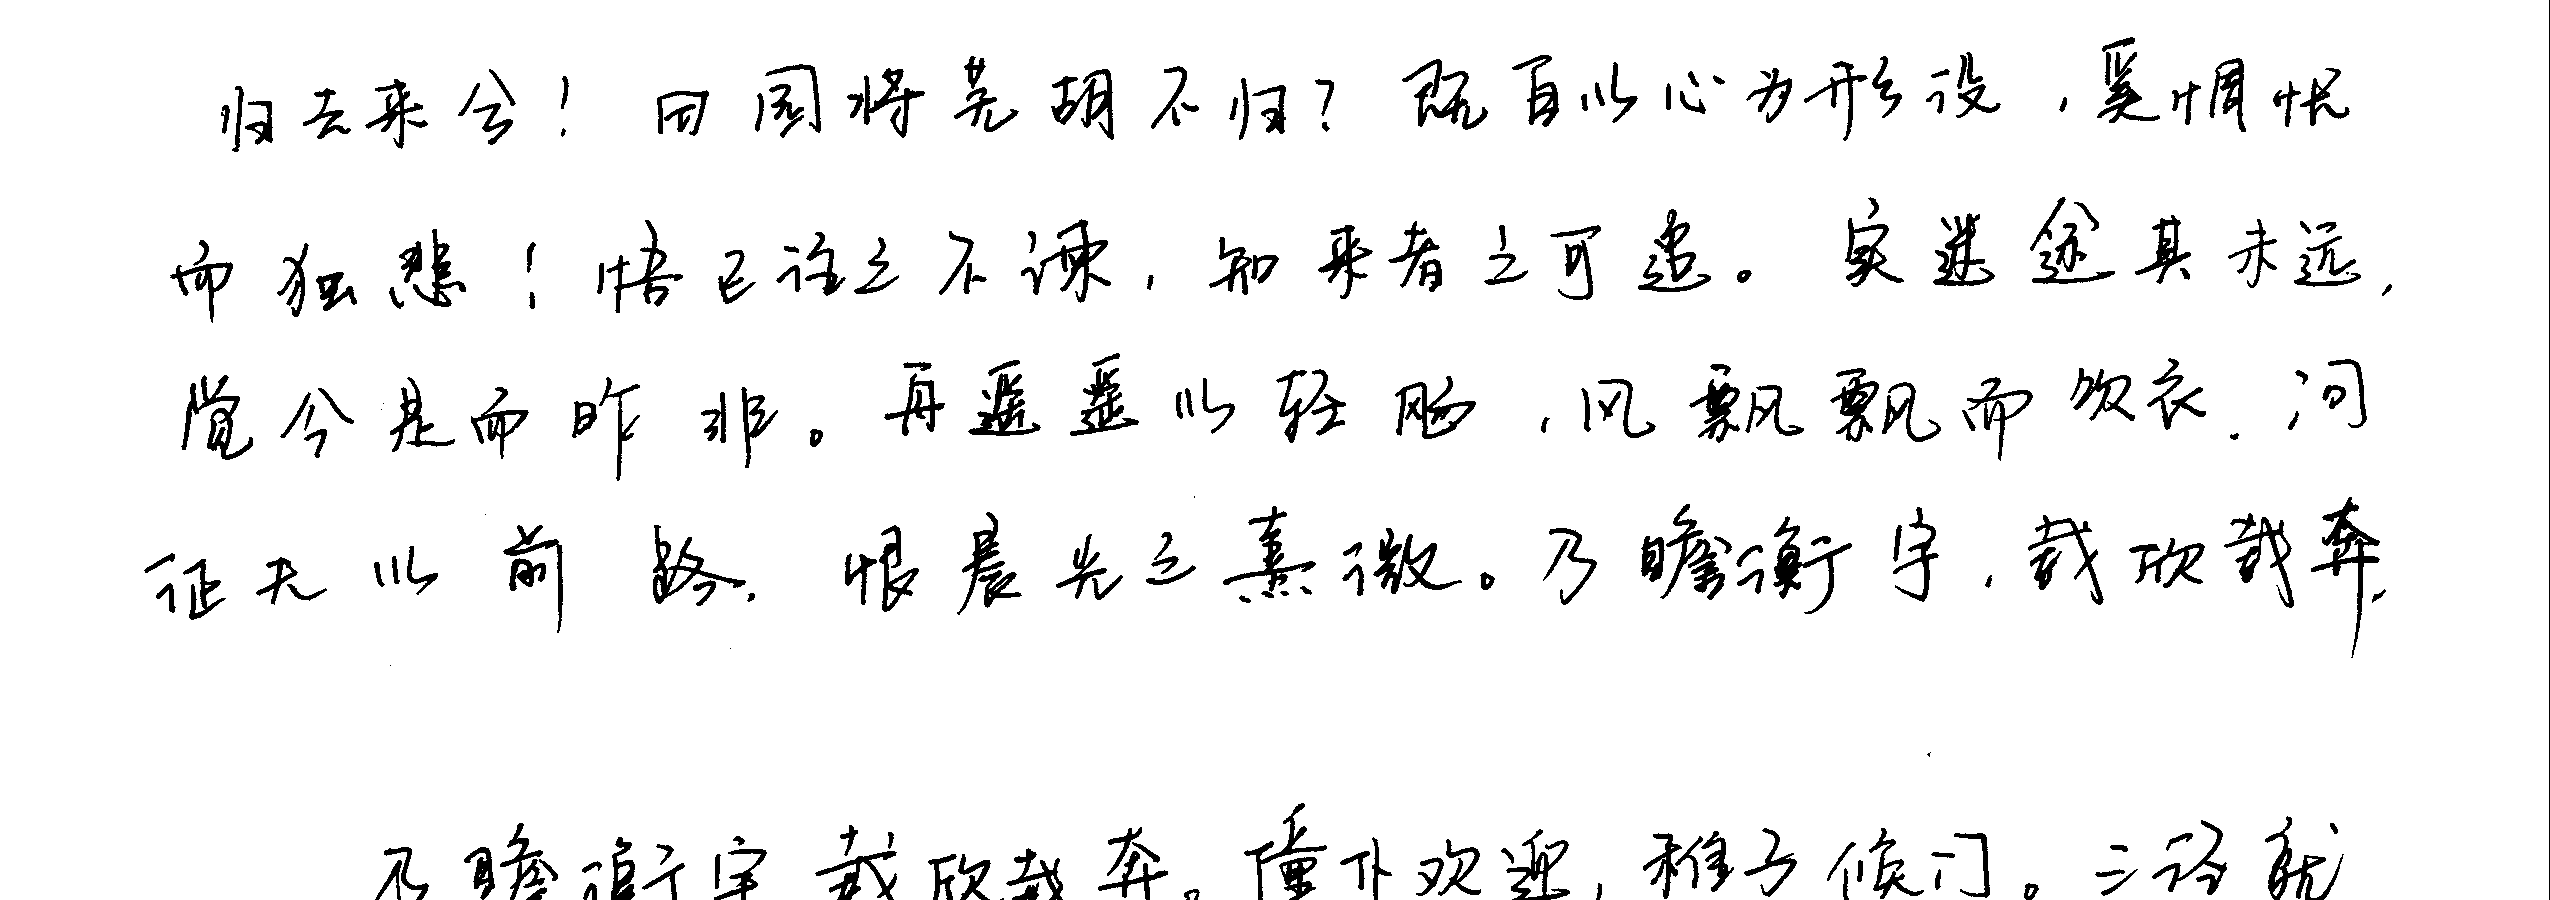 归去来兮！田园将芜胡不归？既自以心为形役，奚惆怅
而独悲！悟已往之不谏，知来者之可追。实迷途其未远，
觉今是而昨非。舟遥遥以轻飏，风飘飘而吹衣.问
征夫以前路.恨晨光之熹微。乃瞻衡宇，载欣载奔，
乃瞻衡宇载欣载奔。僮仆欢迎，稚子候门。三径就